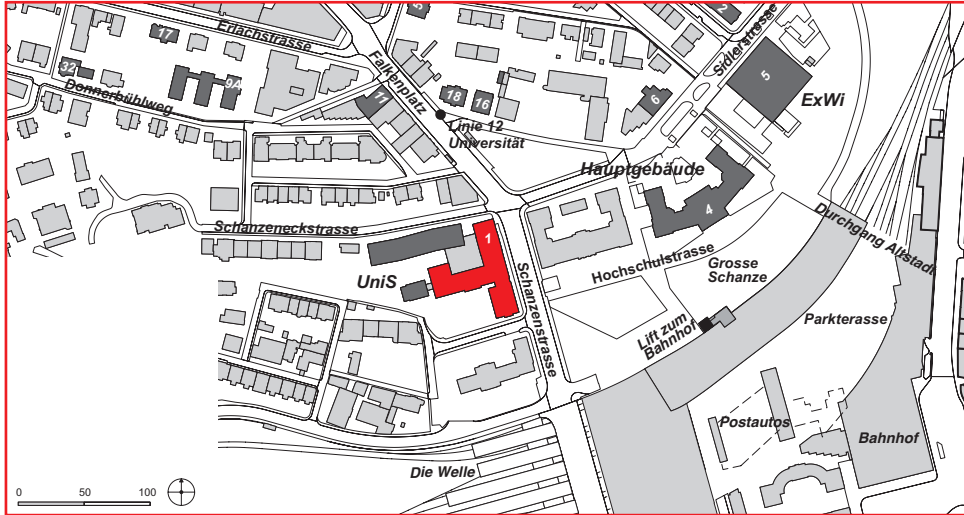 5
2
17
Erlachstrasse
Sidlerstrasse
32
9A
Falkenplatz
5
Donnerbühlweg
11
18
16
6
ExWi
Linie 12
Universität
Hauptgebäude
4
Schanzeneckstrasse
1
Durchgang Altstadt
Hochschulstrasse
Grosse
Schanze
UniS
Schanzenstrasse
Lift zum
Bahnhof
Parkterasse
Postautos
Bahnhof
Die Welle
0 50 100